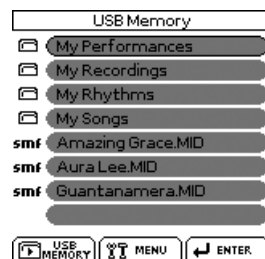 USB Memory
My Performances
My Recordings
My Rhythms
My Songs
smf Amazing Grace.MID
smf Aura Lee.MID
smf Guantanamera.MID
USB MEMORY MENU ENTER